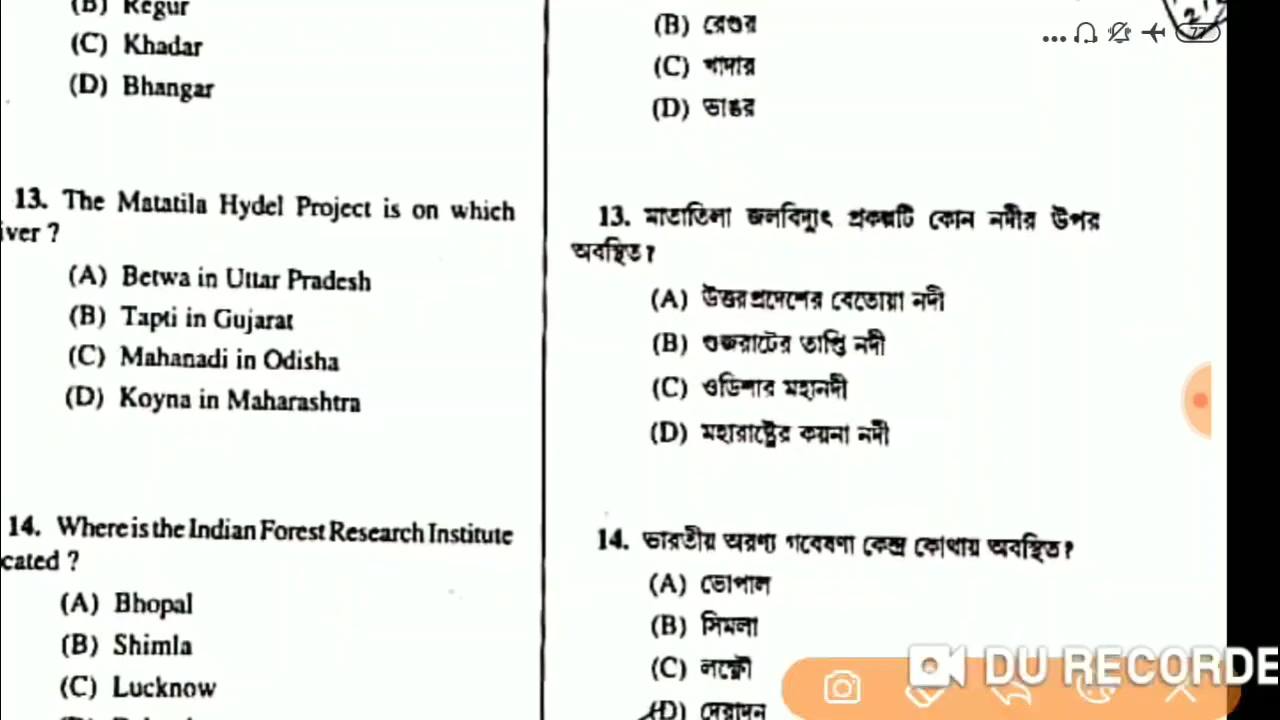 (B) Regur
(C) Khadar
(D) Bhangar
13. The Matatila Hydel Project is on which
iver ?
(A) Betwa in Uttar Pradesh
(B) Tapti in Gujarat
(C) Mahanadi in Odisha
(D) Koyna in Maharashtra
14. Where is the Indian Forest Research Institute
cated ?
(A) Bhopal
(B) Shimla
(C) Lucknow
(B) রেগুর
(C) খাদার
(D) ভাঙর
13. মাতাতিলা জলবিদ্যুৎ প্রকল্পটি কোন নদীর উপর
অবস্থিত?
(A) উত্তরপ্রদেশের বেতোয়া নদী
(B) গুজরাটের তাপ্তি নদী
(C) ওডিশার মহানদী
(D) মহারাষ্ট্রের কয়না নদী
14. ভারতীয় অরণ্য গবেষণা কেন্দ্র কোথায় অবস্থিত?
(A) ভোপাল
(B) সিমলা
(C) লক্ষ্ণৌ
(D) দেরাদুন
77
DU RECORDE